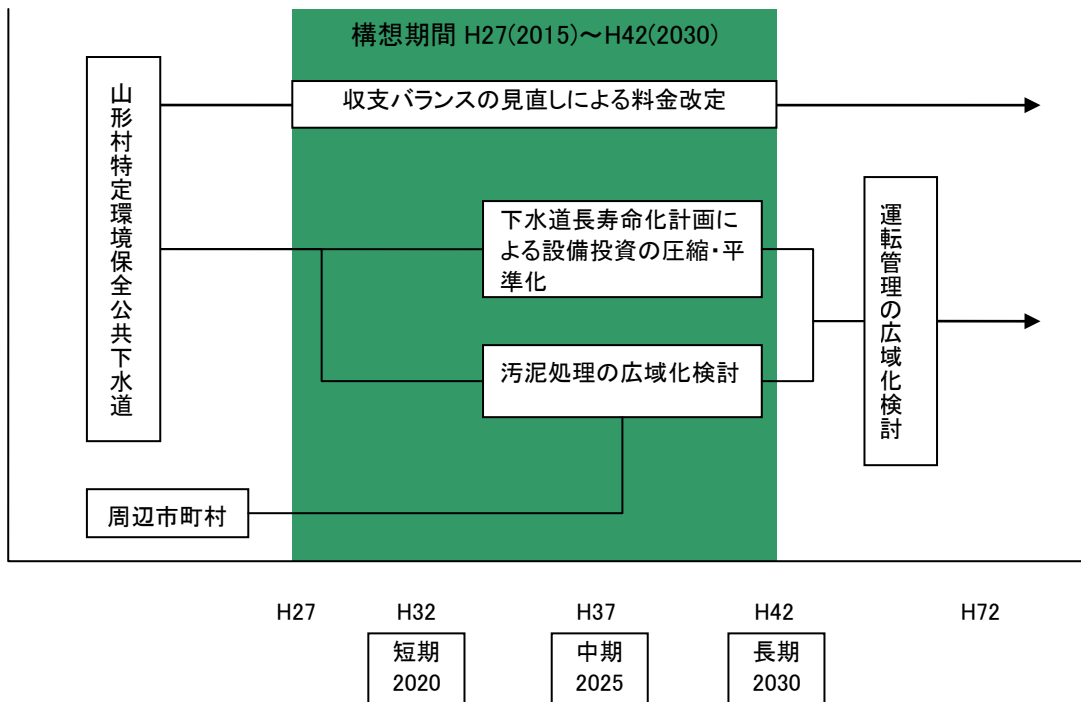 構想期間 H27(2015)～H42(2030)
山形村特定環境保全公共下水道
収支バランスの見直しによる料金改定
下水道長寿命化計画に
よる設備投資の圧縮・平
準化
汚泥処理の広域化検討
運転管理の広域化検討
周辺市町村
H27
H32
H37
H42
H72
短期
2020
中期
2025
長期
2030